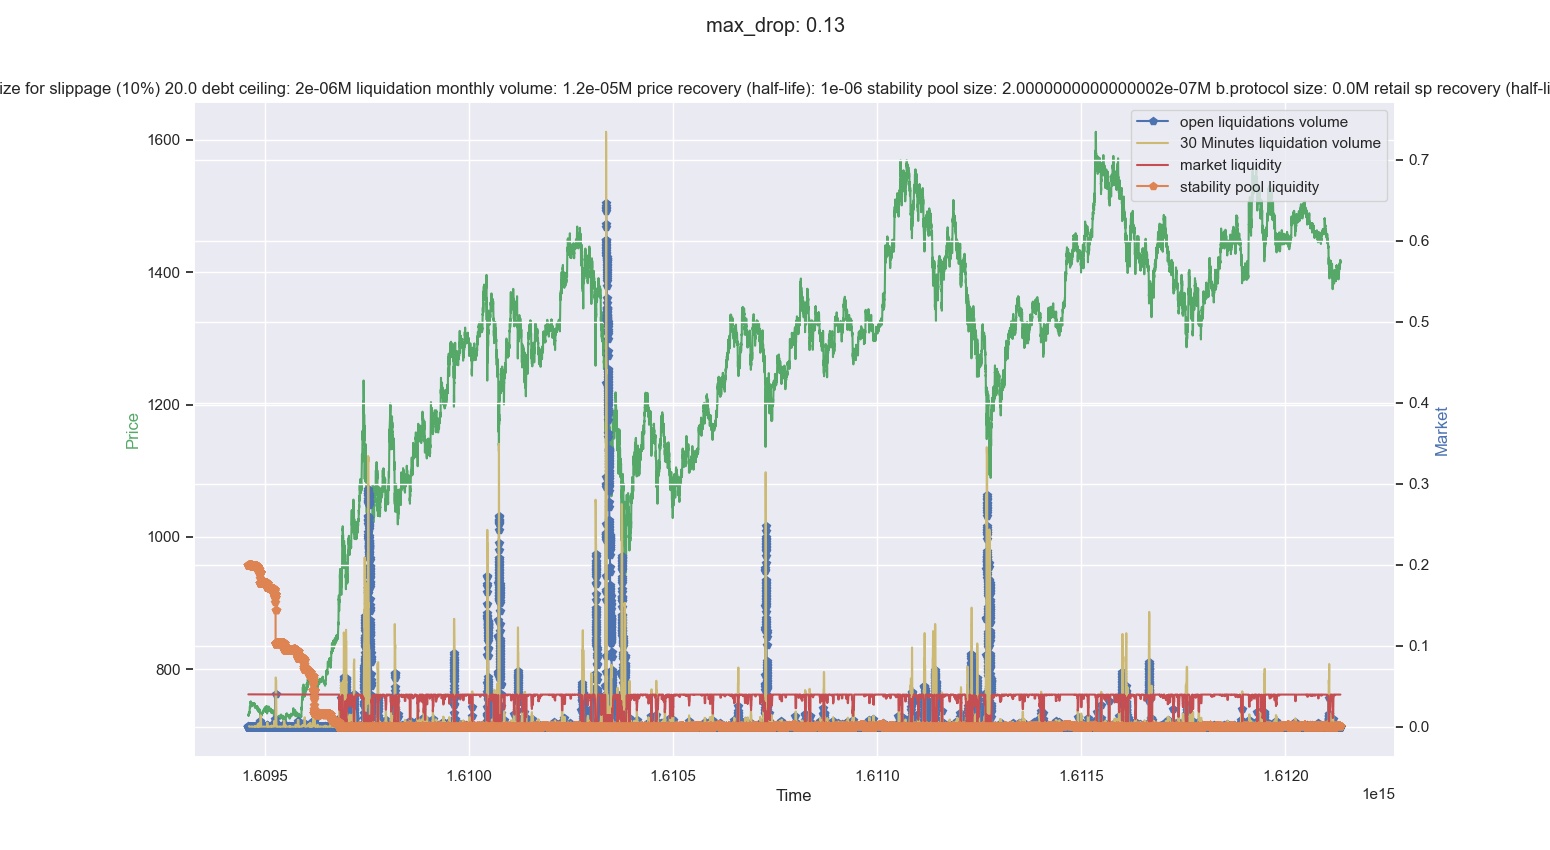 max_drop: 0.13
ize for slippage (10%) 20.0 debt ceiling: 2e-06M liquidation monthly volume: 1.2e-05M price recovery (half-life): 1e-06 stability pool size: 2.0000000000000002e-07M b.protocol size: 0.0M retail sp recovery (half-li
open liquidations volume
30 Minutes liquidation volume
market liquidity
stability pool liquidity
1600
1400
1200
1000
800
Price
0.7
0.6
0.5
0.4
0.3
0.2
0.1
0.0
Market
1.6095
1.6100
1.6105
1.6110
1.6115
1.6120
Time
1e15